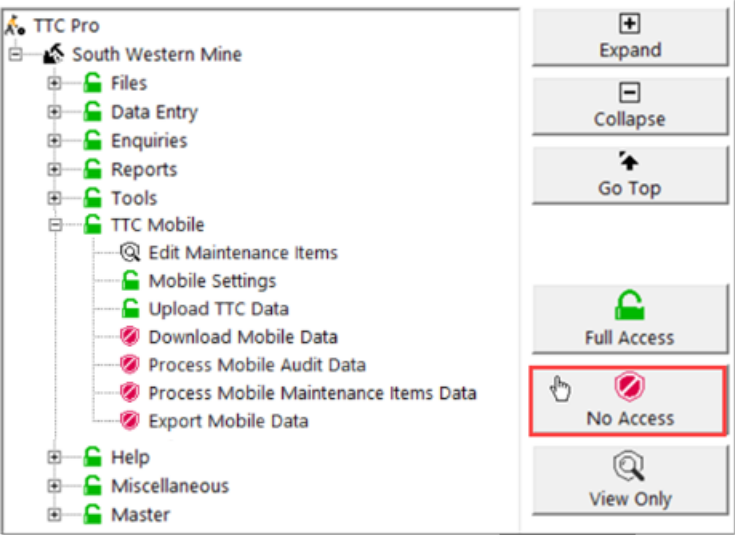 TTC Pro
South Western Mine
Files
Data Entry
Enquiries
Reports
Tools
TTC Mobile
Edit Maintenance Items
Mobile Settings
Upload TTC Data
Download Mobile Data
Process Mobile Audit Data
Process Mobile Maintenance Items Data
Export Mobile Data
Help
Miscellaneous
Master
Expand
Collapse
Go Top
Full Access
No Access
View Only